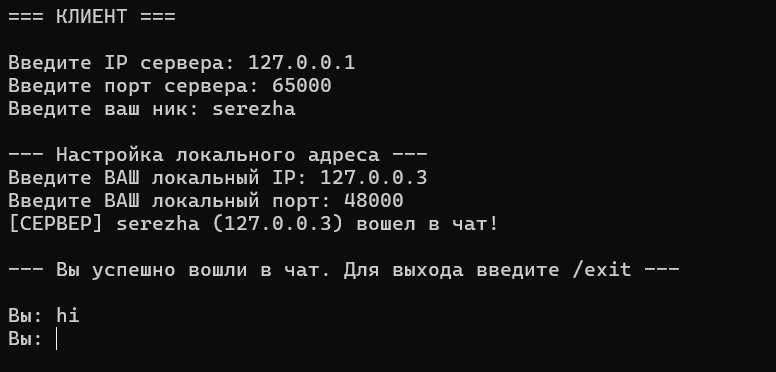 === КЛИЕНТ ===
Введите IP сервера: 127.0.0.1
Введите порт сервера: 65000
Введите ваш ник: serezha
--- Настройка локального адреса ---
Введите ВАШ локальный IP: 127.0.0.3
Введите ВАШ локальный порт: 48000
[СЕРВЕР] serezha (127.0.0.3) вошел в чат!
--- Вы успешно вошли в чат. Для выхода введите /exit ---
Вы: hi
Вы: